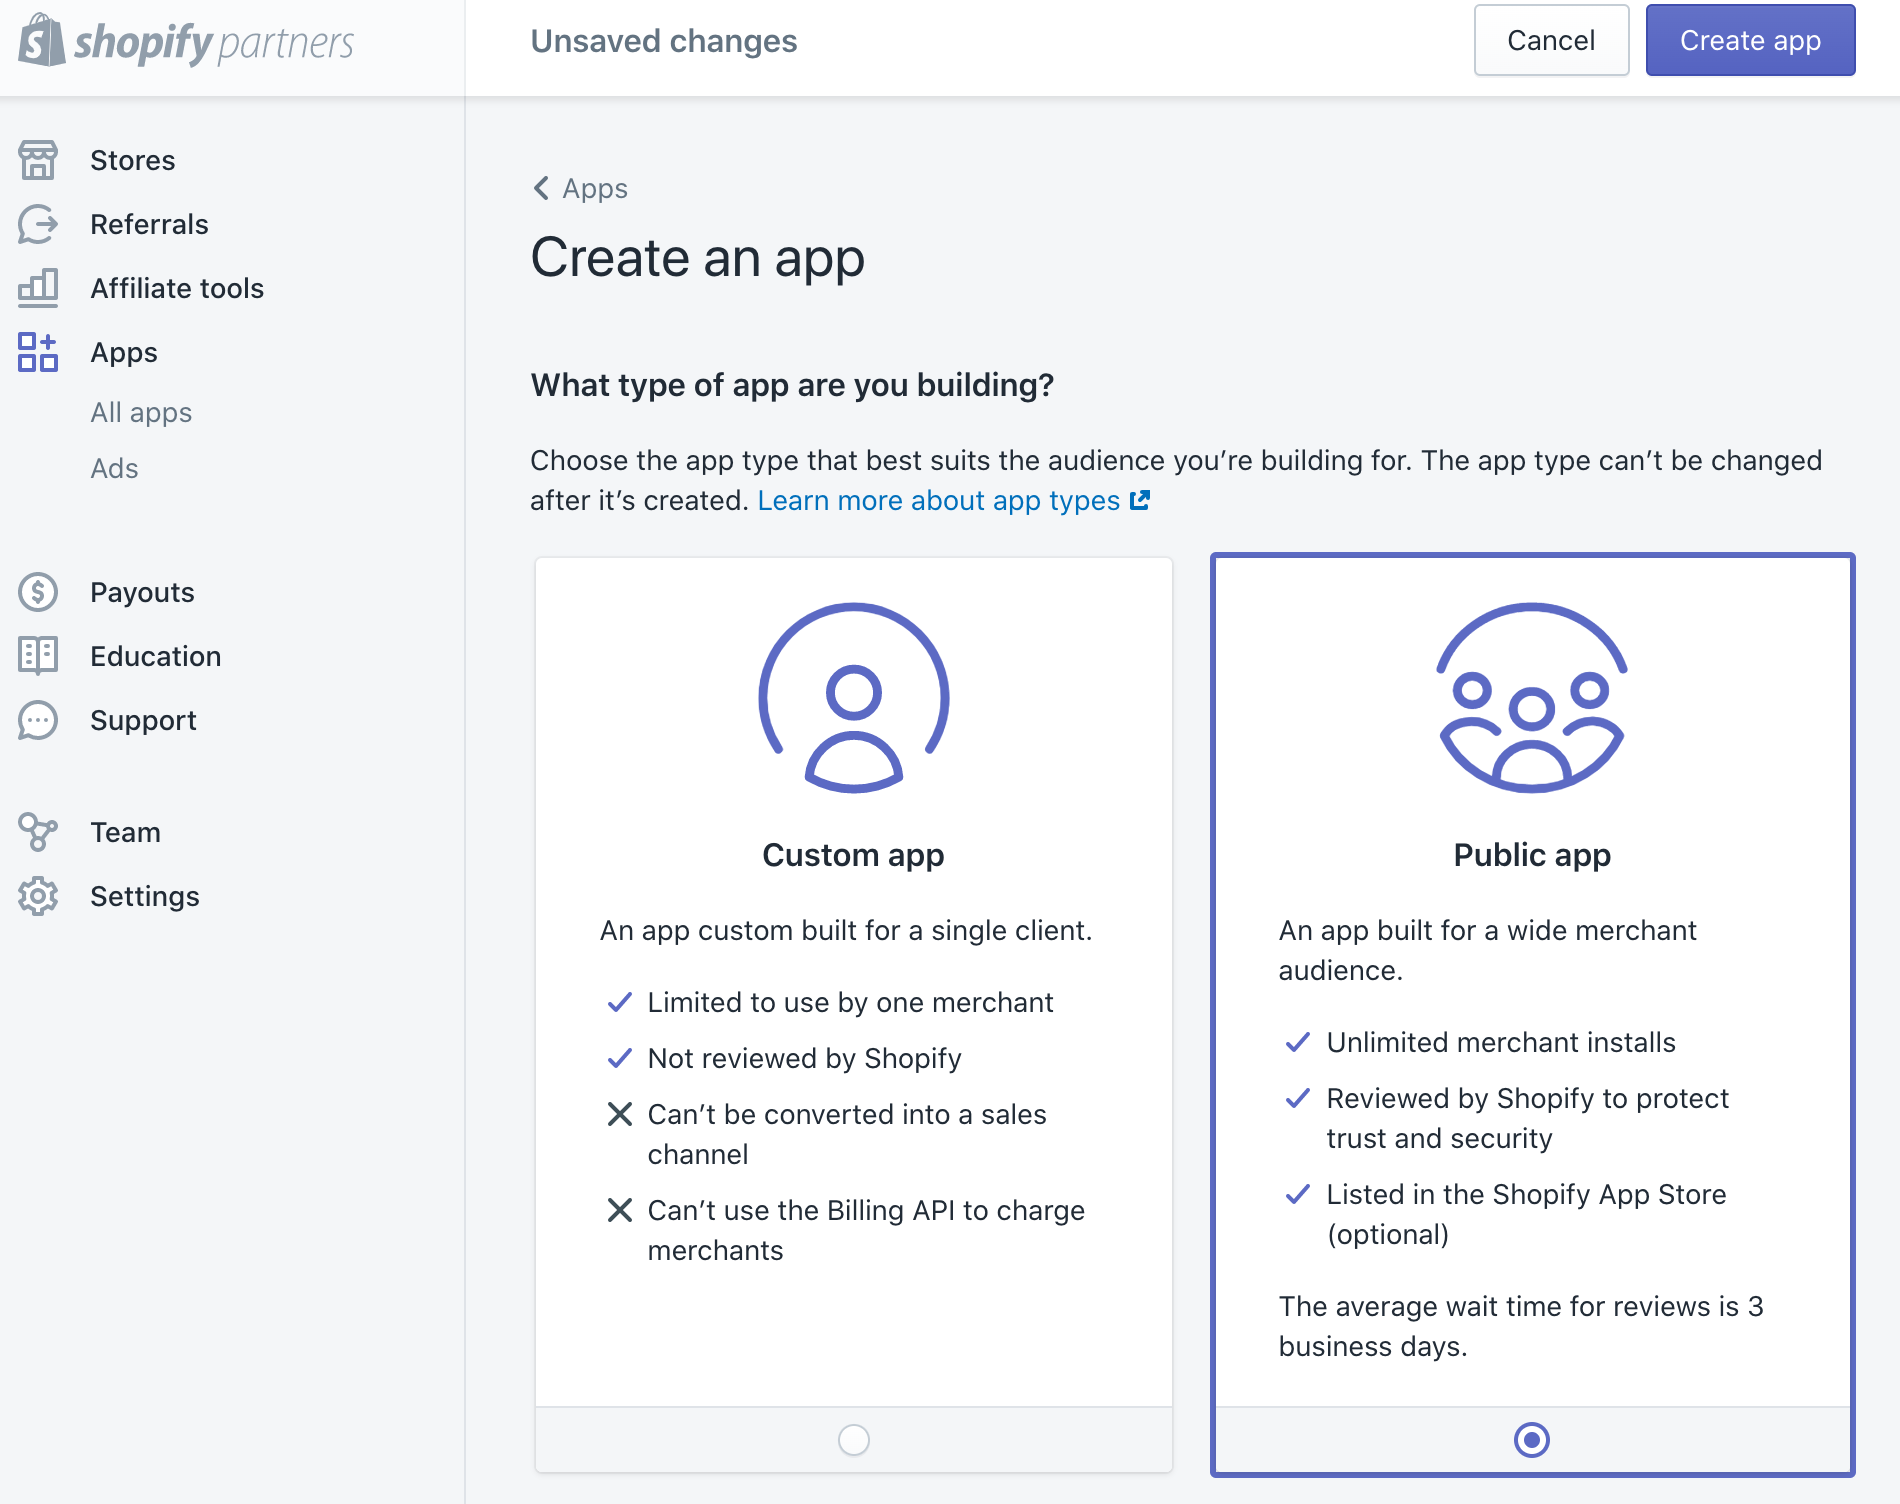 shopify partners
Unsaved changes
Cancel
Create app
Stores
Referrals
Affiliate tools
Apps
All apps
Ads
Payouts
Education
Support
Team
Settings
Apps
Create an app
What type of app are you building?
Choose the app type that best suits the audience you’re building for. The app type can’t be changed
after it’s created. Learn more about app types
Custom app
An app custom built for a single client.
Limited to use by one merchant
Not reviewed by Shopify
Can’t be converted into a sales
channel
Can’t use the Billing API to charge
merchants
Public app
An app built for a wide merchant
audience.
Unlimited merchant installs
Reviewed by Shopify to protect
trust and security
Listed in the Shopify App Store
(optional)
The average wait time for reviews is 3
business days.